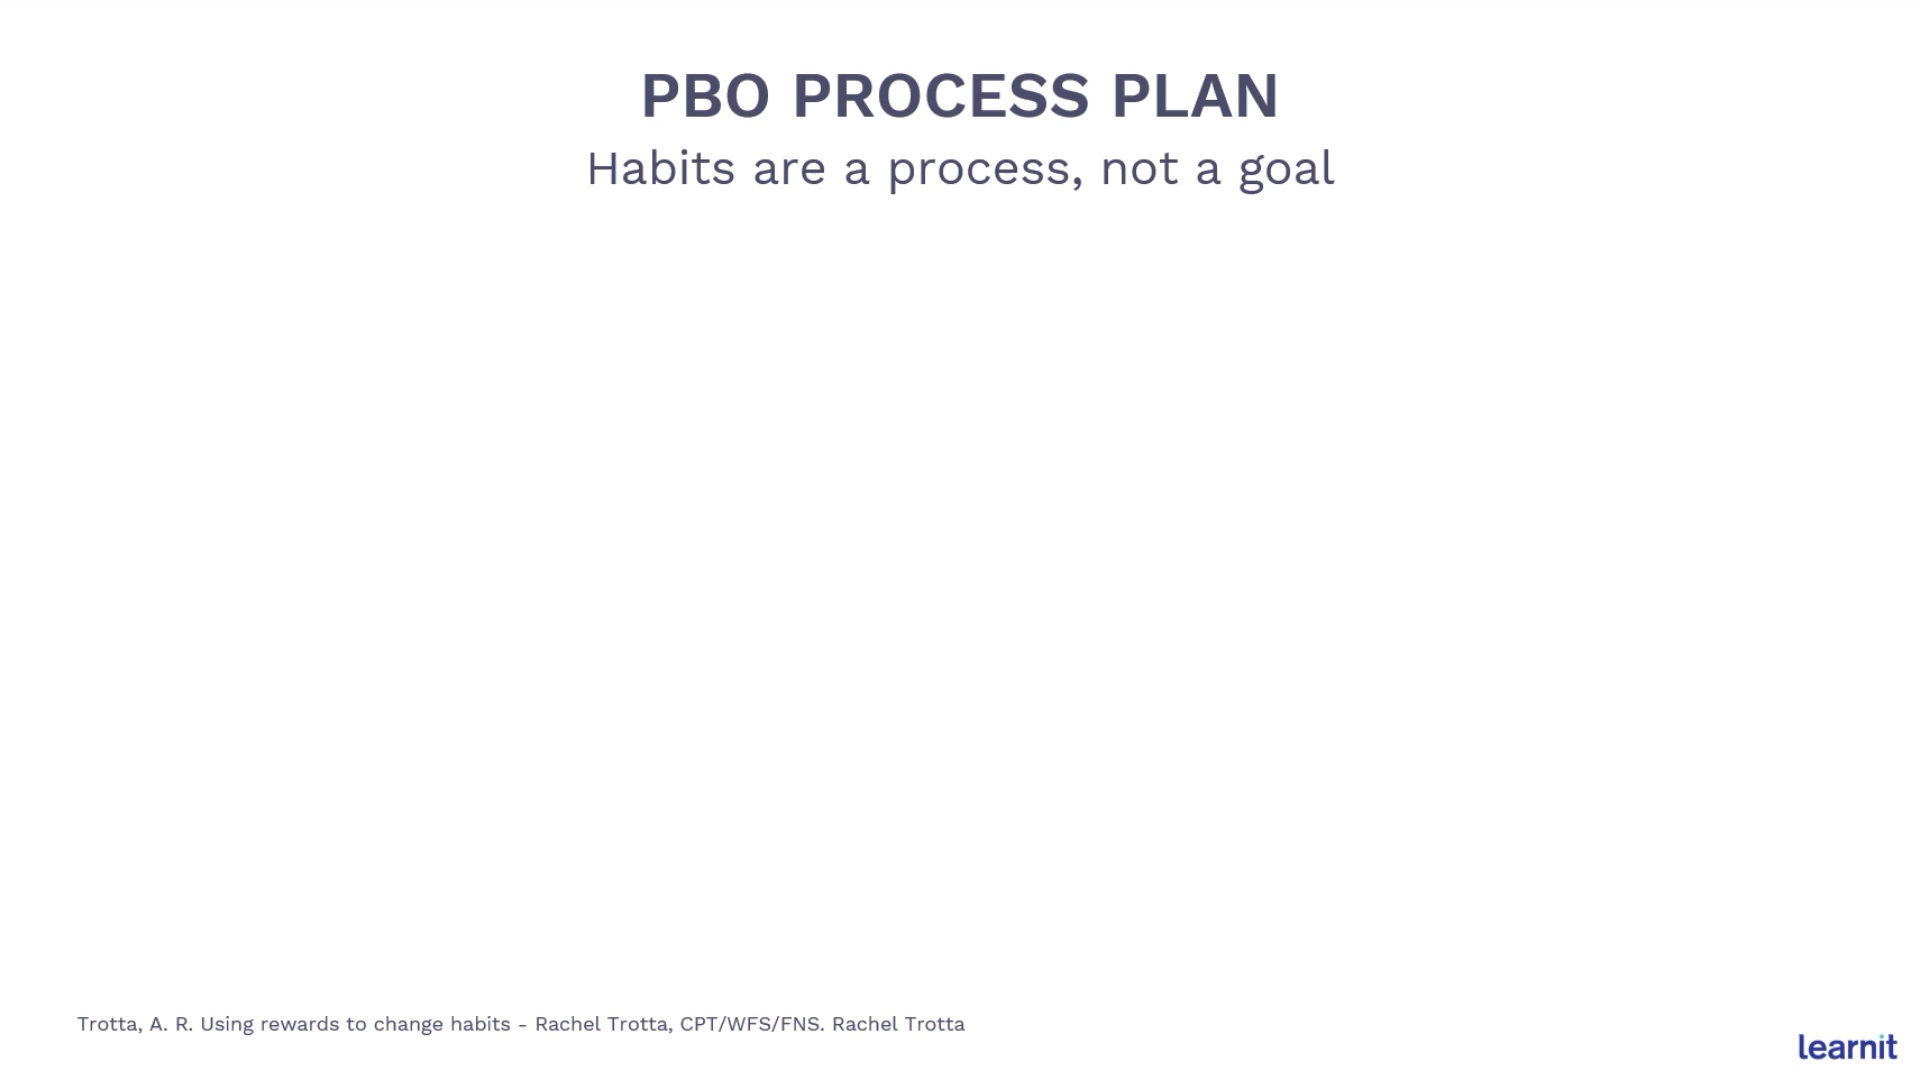 PBO PROCESS PLAN
Habits are a process, not a goal
Trotta, A. R. Using rewards to change habits - Rachel Trotta, CPT/WFS/FNS. Rachel Trotta
learnit